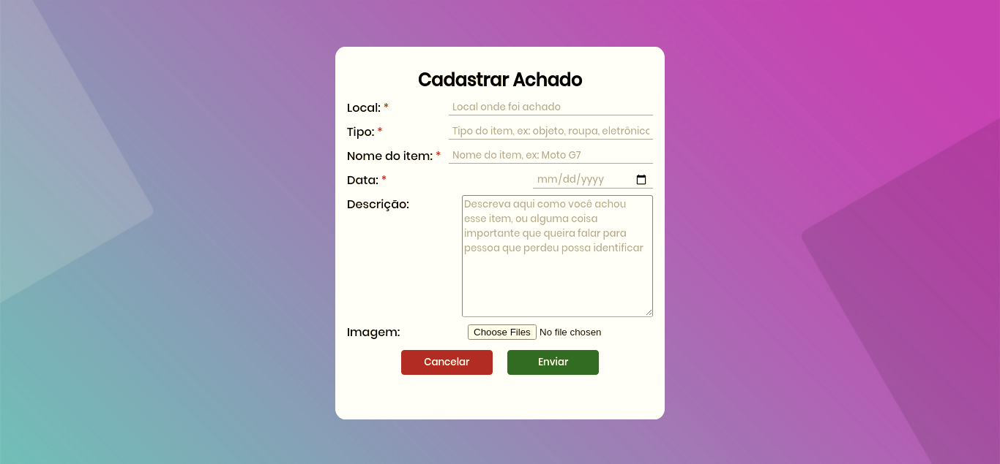 Cadastrar Achado
Local: * Local onde foi achado
Tipo: * Tipo do item, ex: objeto, roupa, eletrônico
Nome do item: * Nome do item, ex: Moto G7
Data: * mm/dd/yyyy
Descrição: Descreva aqui como você achou
esse item, ou alguma coisa
importante que queira falar para
pessoa que perdeu possa identificar
Imagem: Choose Files No file chosen
Cancelar Enviar